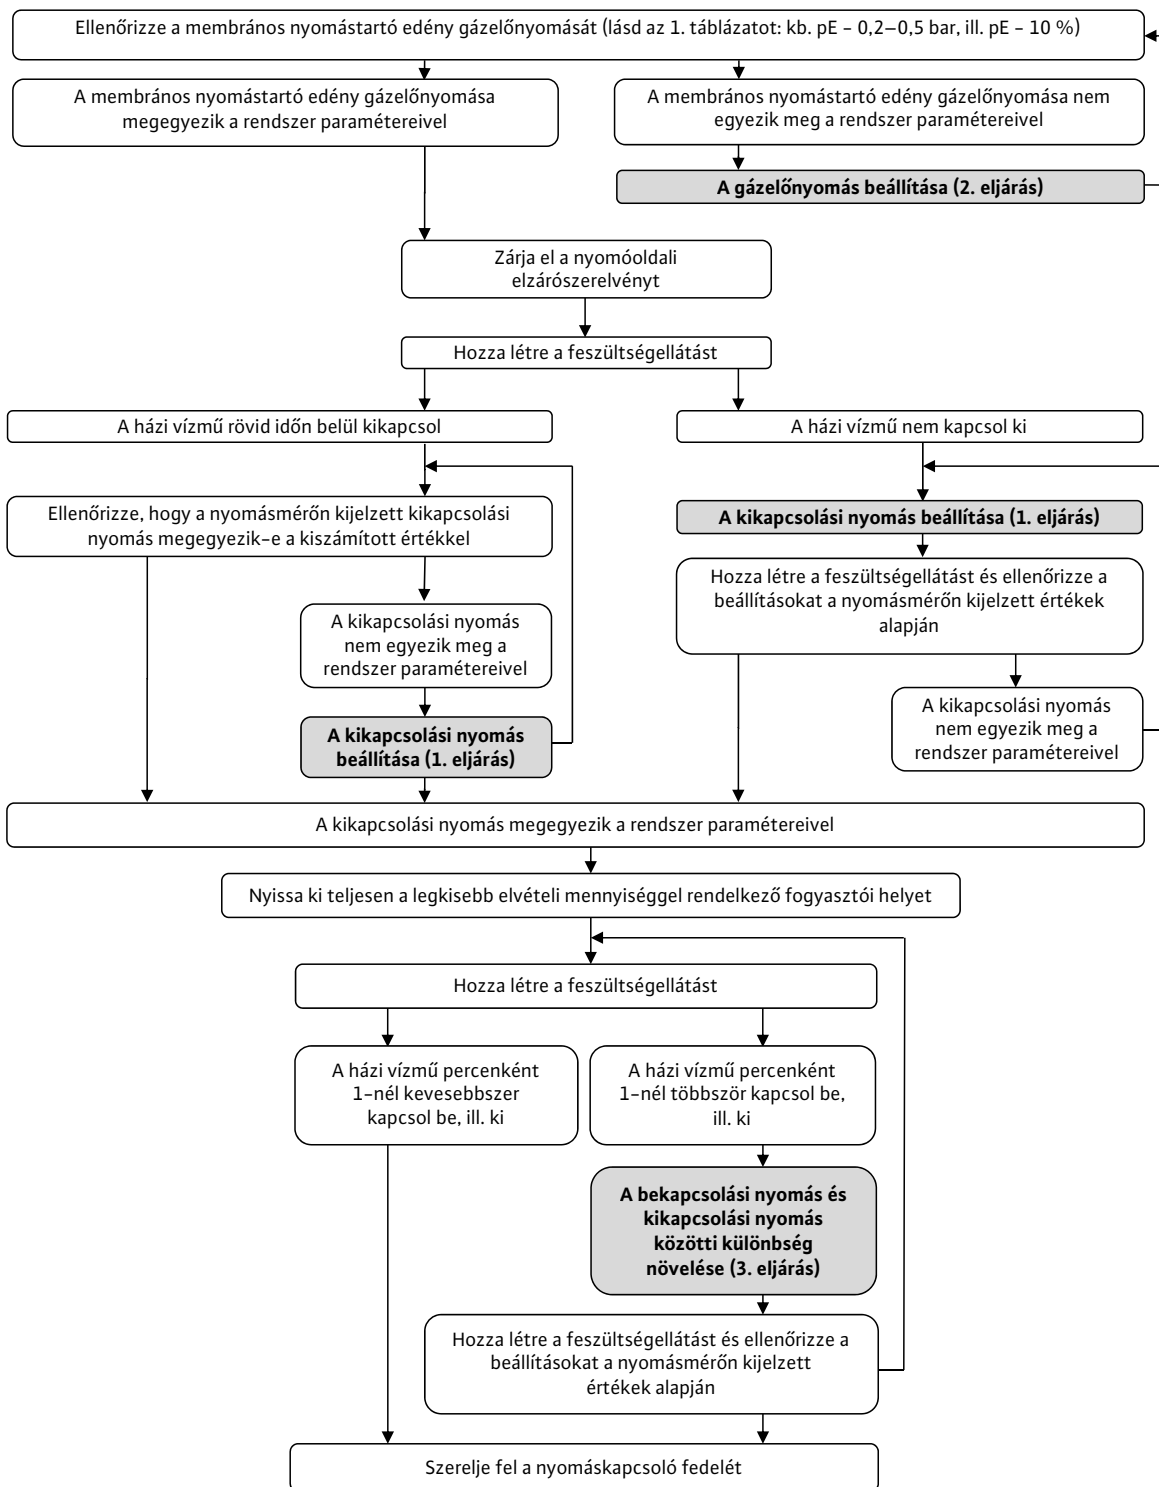 Ellenőrizze a membrános nyomástartó edény gázelőnyomását (lásd az 1. táblázatot: kb. pE – 0,2–0,5 bar, ill. pE – 10 %)
A membrános nyomástartó edény gázelőnyomása
megegyezik a rendszer paramétereivel
A membrános nyomástartó edény gázelőnyomása nem
egyezik meg a rendszer paramétereivel
A gázelőnyomás beállítása (2. eljárás)
Zárja el a nyomóoldali
elzárószerelvényt
Hozza létre a feszültségellátást
A házi vízmű rövid időn belül kikapcsol
A házi vízmű nem kapcsol ki
Ellenőrizze, hogy a nyomásmérőn kijelzett kikapcsolási
nyomás megegyezik-e a kiszámított értékkel
A kikapcsolási nyomás beállítása (1. eljárás)
Hozza létre a feszültségellátást és ellenőrizze a
beállításokat a nyomásmérőn kijelzett értékek
alapján
A kikapcsolási nyomás
nem egyezik meg a
rendszer paramétereivel
A kikapcsolási nyomás
nem egyezik meg a
rendszer paramétereivel
A kikapcsolási nyomás
beállítása (1. eljárás)
A kikapcsolási nyomás megegyezik a rendszer paramétereivel
Nyissa ki teljesen a legkisebb elvételi mennyiséggel rendelkező fogyasztói helyet
Hozza létre a feszültségellátást
A házi vízmű percenként
1-nél kevesebbszer
kapcsol be, ill. ki
A házi vízmű percenként
1-nél többször kapcsol be,
ill. ki
A bekapcsolási nyomás és
kikapcsolási nyomás
közötti különbség
növelése (3. eljárás)
Hozza létre a feszültségellátást és ellenőrizze a
beállításokat a nyomásmérőn kijelzett
értékek alapján
Szerelje fel a nyomáskapcsoló fedelét